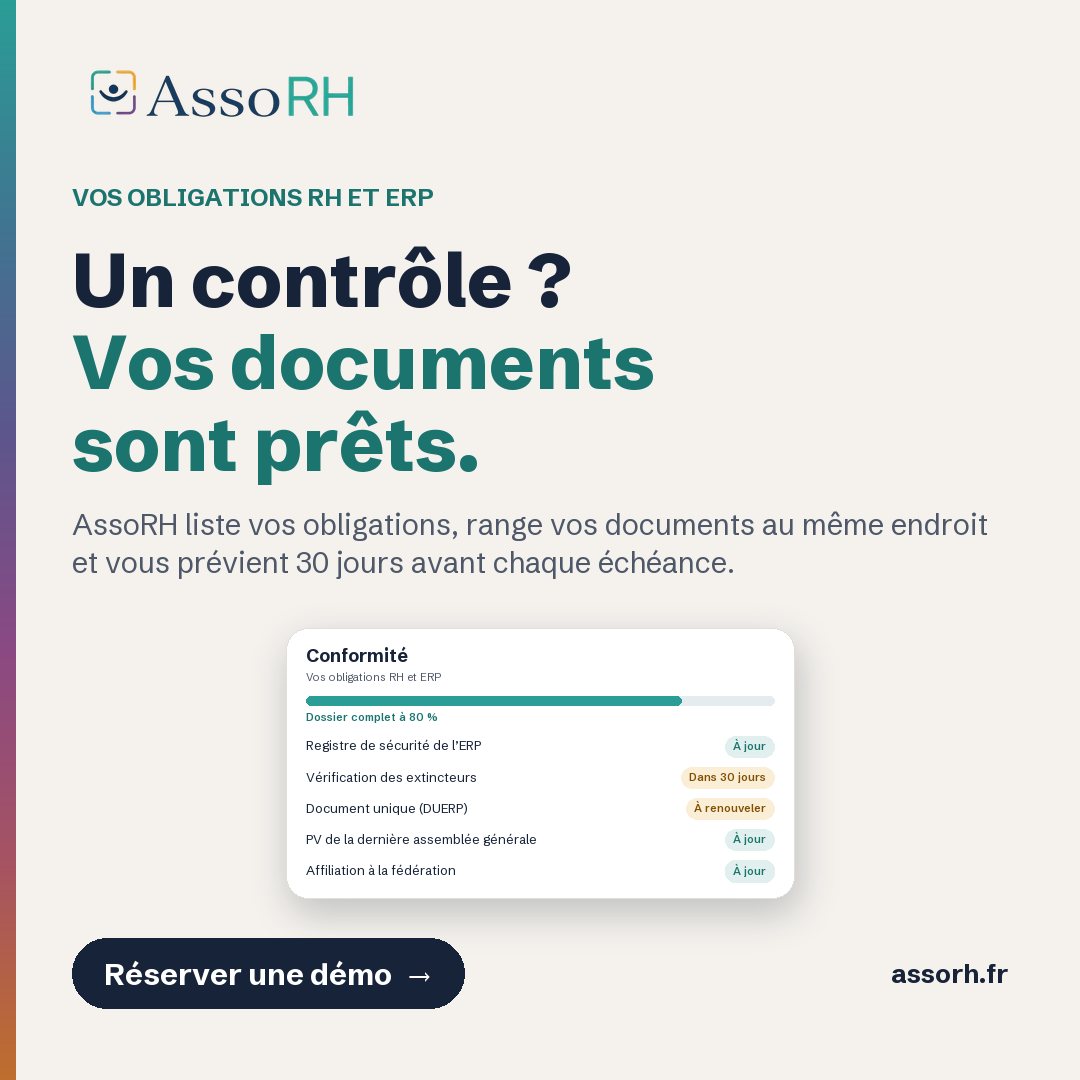 AssoRH
VOS OBLIGATIONS RH ET ERP
Un contrôle ?
Vos documents
sont prêts.
AssoRH liste vos obligations, range vos documents au même endroit
et vous prévient 30 jours avant chaque échéance.
Conformité
Vos obligations RH et ERP
Dossier complet à 80 %
Registre de sécurité de l'ERP À jour
Vérification des extincteurs Dans 30 jours
Document unique (DUERP) À renouveler
PV de la dernière assemblée générale À jour
Affiliation à la fédération À jour
Réserver une démo → assorh.fr